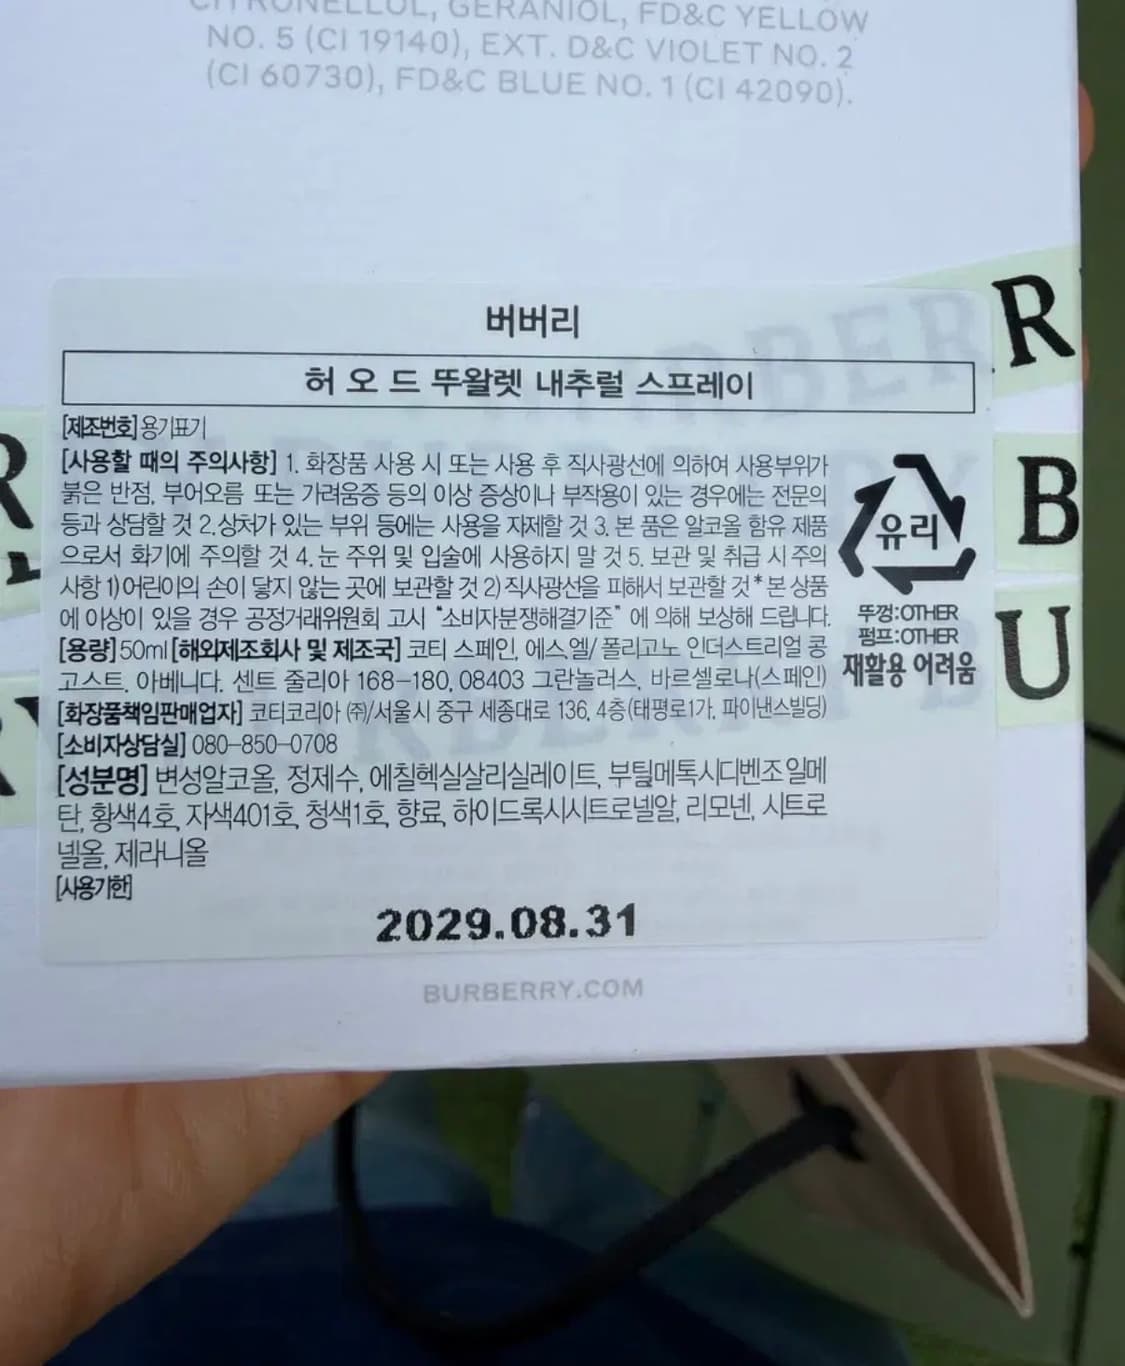 CITRONELLOL, GERANIOL, FD&C YELLOW
NO. 5 (CI 19140), EXT. D&C VIOLET NO. 2
(CI 60730), FD&C BLUE NO. 1 (CI 42090).
버버리
허 오 드 뚜왈렛 내추럴 스프레이
[제조번호] 용기표기
[사용할 때의 주의사항] 1. 화장품 사용 시 또는 사용 후 직사광선에 의하여 사용부위가
붉은 반점, 부어오름 또는 가려움증 등의 이상 증상이나 부작용이 있는 경우에는 전문의
등과 상담할 것 2.상처가 있는 부위 등에는 사용을 자제할 것 3. 본 품은 알코올 함유 제품
으로서 화기에 주의할 것 4. 눈 주위 및 입술에 사용하지 말 것 5. 보관 및 취급 시 주의
사항 1)어린이의 손이 닿지 않는 곳에 보관할 것 2)직사광선을 피해서 보관할 것* 본 상품
에 이상이 있을 경우 공정거래위원회 고시 “소비자분쟁해결기준” 에 의해 보상해 드립니다.
[용량] 50ml [해외제조회사 및 제조국] 코티 스페인, 에스.엘/ 폴리고노 인더스트리얼 콩
고스트. 아베니다. 센트 줄리아 168-180, 08403 그란놀러스, 바르셀로나(스페인)
[화장품책임판매업자] 코티코리아 ㈜/서울시 중구 세종대로 136, 4층(태평로1가, 파이낸스빌딩)
[소비자상담실] 080-850-0708
[성분명] 변성알코올, 정제수, 에칠헥실살리실레이트, 부틸메톡시디벤조일메
탄, 황색4호, 자색401호, 청색1호, 향료, 하이드록시시트로넬알, 리모넨, 시트로
넬올, 제라니올
[사용기한]
2029.08.31
유리
뚜껑:OTHER
펌프:OTHER
재활용 어려움
BURBERRY.COM
R
B
U